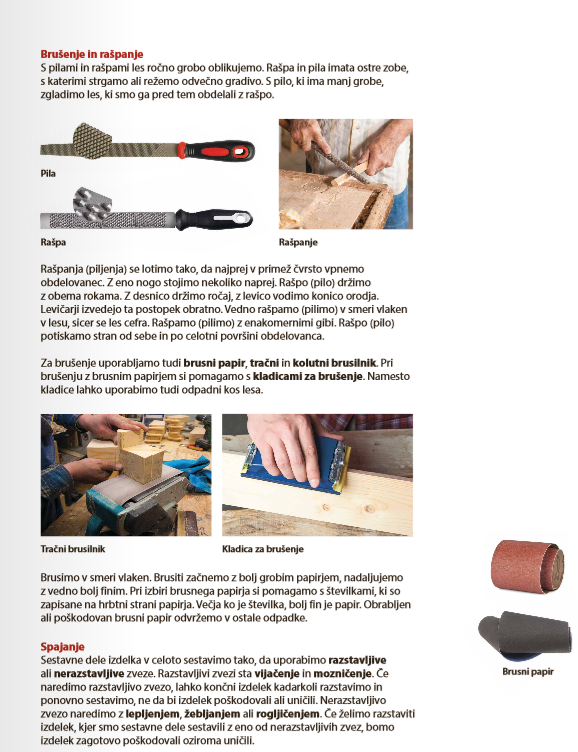 Brušenje in rašpanje
S pilami in rašpami les ročno grobo oblikujemo. Rašpa in pila imata ostre zobe,
s katerimi strgamo ali režemo odvečno gradivo. S pilo, ki ima manj grobe,
zgladimo les, ki smo ga pred tem obdelali z rašpo.
Pila
Rašpa
Rašpanje
Rašpanja (piljenja) se lotimo tako, da najprej v primež čvrsto vpnemo
obdelovanec. Z eno nogo stojimo nekoliko naprej. Rašpo (pilo) držimo
z obema rokama. Z desnico držimo ročaj, z levico vodimo konico orodja.
Levičarji izvedejo ta postopek obratno. Vedno rašpamo (pilimo) v smeri vlaken
v lesu, sicer se les cefra. Rašpamo (pilimo) z enakomernimi gibi. Rašpo (pilo)
potiskamo stran od sebe in po celotni površini obdelovanca.
Za brušenje uporabljamo tudi brusni papir, tračni in kolutni brusilnik. Pri
brušenju z brusnim papirjem si pomagamo s kladicami za brušenje. Namesto
kladice lahko uporabimo tudi odpadni kos lesa.
Tračni brusilnik
Kladica za brušenje
Brusimo v smeri vlaken. Brusiti začnemo z bolj grobim papirjem, nadaljujemo
z vedno bolj finim. Pri izbiri brusnega papirja si pomagamo s številkami, ki so
zapisane na hrbtni strani papirja. Večja ko je številka, bolj fin je papir. Obrabljen
ali poškodovan brusni papir odvržemo v ostale odpadke.
Brusni papir
Spajanje
Sestavne dele izdelka v celoto sestavimo tako, da uporabimo razstavljive
ali nerazstavljive zveze. Razstavljivi zvezi sta vijačenje in mozničenje. Če
naredimo razstavljivo zvezo, lahko končni izdelek kadarkoli razstavimo in
ponovno sestavimo, ne da bi izdelek poškodovali ali uničili. Nerazstavljivo
zvezo naredimo z lepljenjem, žebljanjem ali rogljičenjem. Če želimo razstaviti
izdelek, kjer smo sestavne dele sestavili z eno od nerazstavljivih zvez, bomo
izdelek zagotovo poškodovali oziroma uničili.